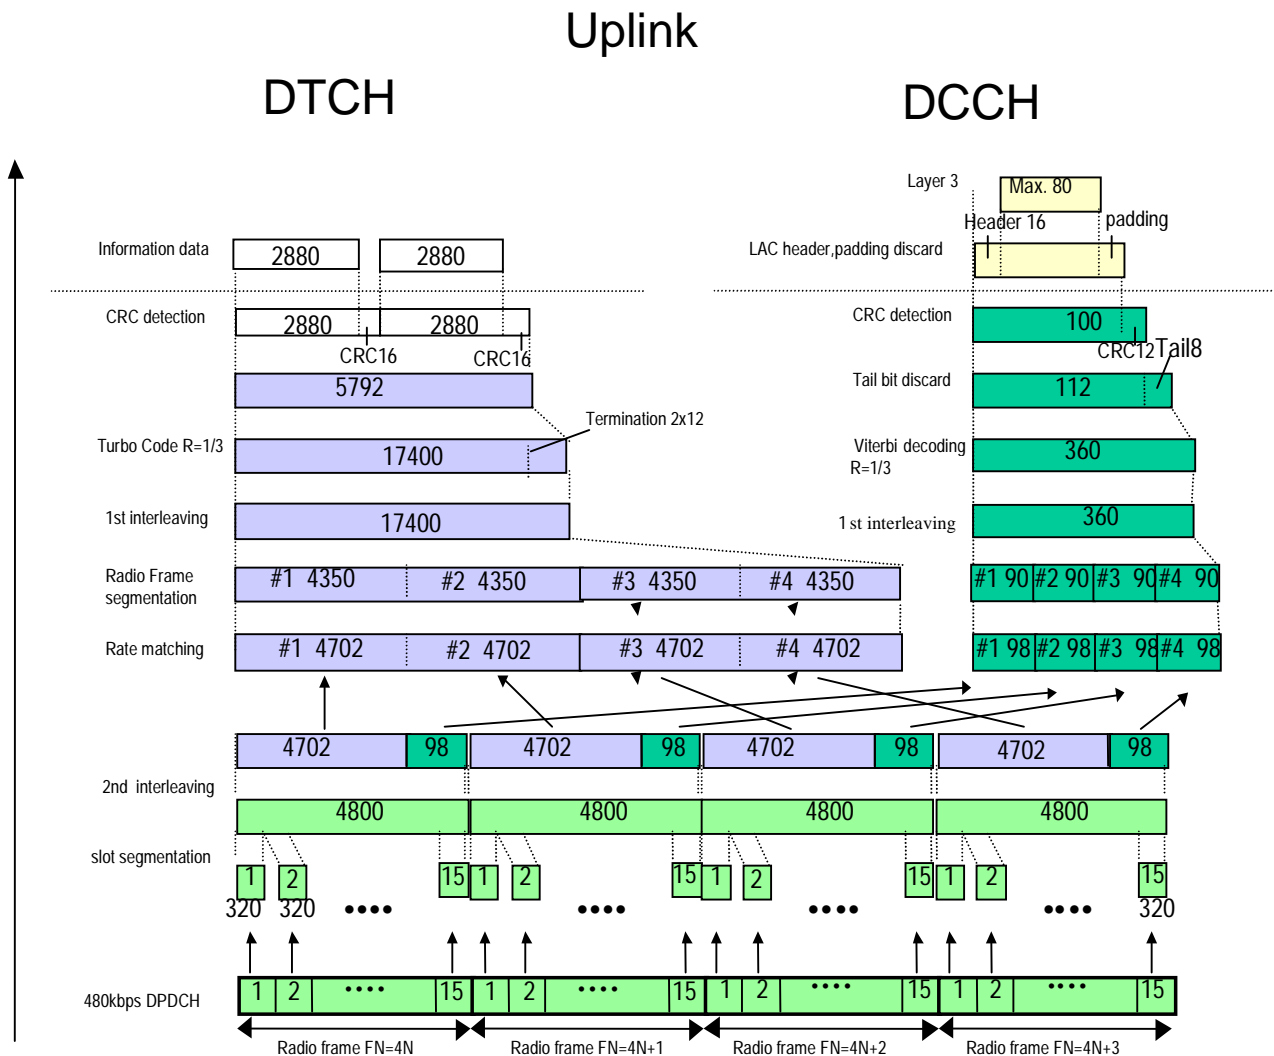 Uplink
DTCH
DCCH
Layer 3
Max. 80
Header 16
padding
Information data
2880
2880
LAC header,padding discard
CRC detection
2880
2880
CRC detection
100
CRC16
CRC16
CRC12
Tail8
5792
Tail bit discard
112
Termination 2x12
Turbo Code R=1/3
17400
Viterbi decoding
R=1/3
360
1st interleaving
17400
1st interleaving
360
Radio Frame
segmentation
#1 4350
#2 4350
#3 4350
#4 4350
#1 90
#2 90
#3 90
#4 90
Rate matching
#1 4702
#2 4702
#3 4702
#4 4702
#1 98
#2 98
#3 98
#4 98
4702
98
4702
98
4702
98
4702
98
2nd interleaving
4800
4800
4800
4800
slot segmentation
1
2
15
1
2
15
1
2
15
1
2
15
320
320
••••
••••
••••
••••
320
480kbps DPDCH
1
2
••••
15
1
2
••••
15
1
2
••••
15
1
2
••••
15
Radio frame FN=4N
Radio frame FN=4N+1
Radio frame FN=4N+2
Radio frame FN=4N+3